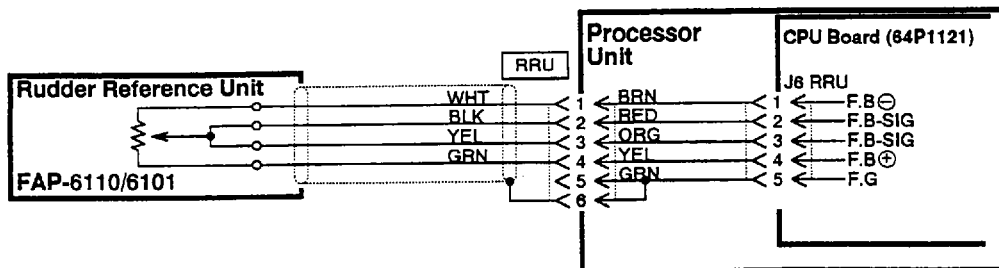 Processor
Unit
CPU Board (64P1121)
RRU
Rudder Reference Unit
J6 RRU
WHT 1 BRN 1 F.B⊖
BLK 2 RED 2 F.B-SIG
YEL 3 ORG 3 F.B-SIG
GRN 4 YEL 4 F.B⊕
5 GRN 5 F.G
6
FAP-6110/6101